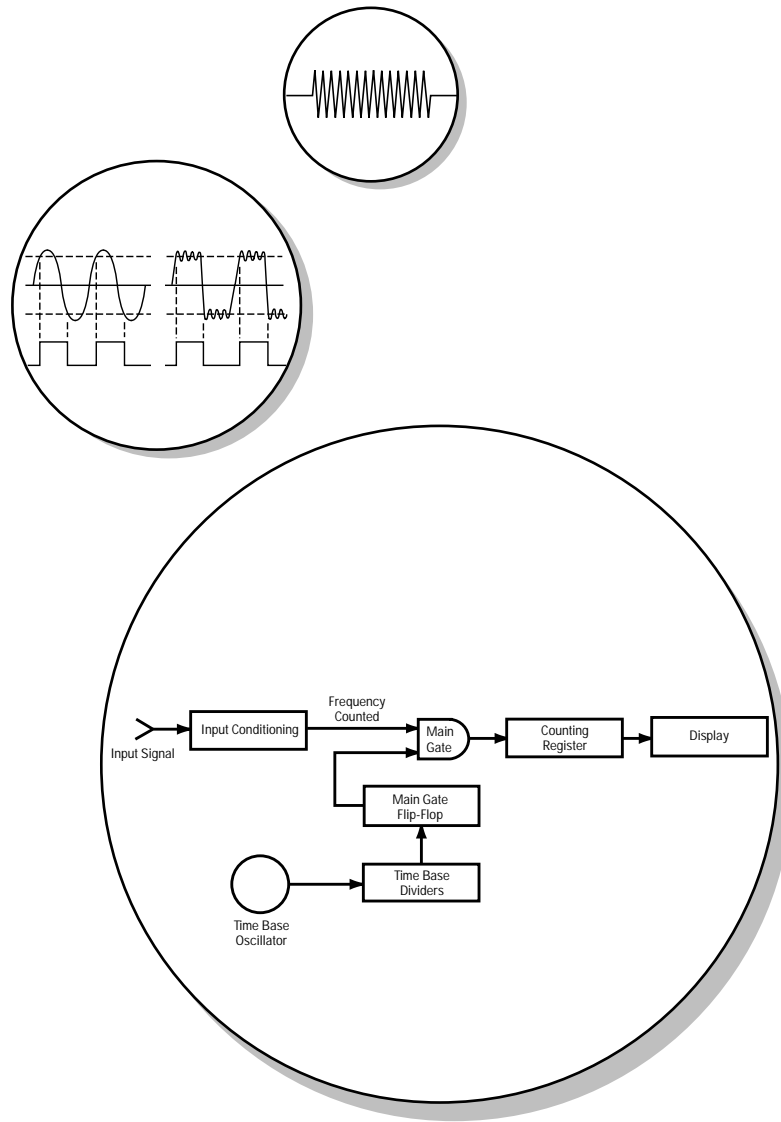 Frequency
Counted
Input Signal
Input Conditioning
Main
Gate
Counting
Register
Display
Main Gate
Flip-Flop
Time Base
Dividers
Time Base
Oscillator